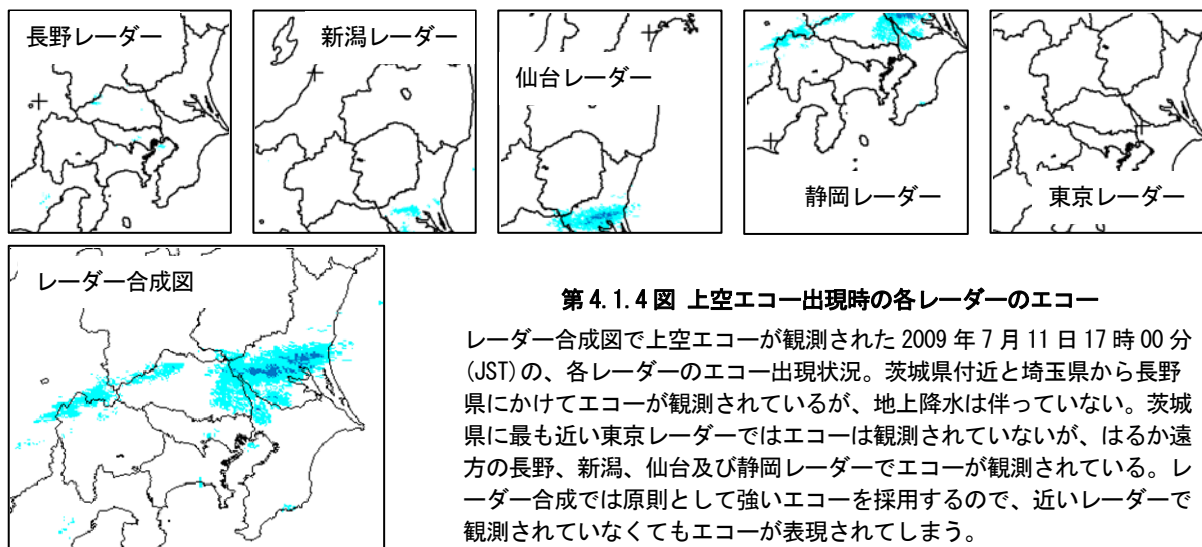 長野レーダー
新潟レーダー
仙台レーダー
静岡レーダー
東京レーダー
レーダー合成図
第4.1.4図 上空エコー出現時の各レーダーのエコー
レーダー合成図で上空エコーが観測された 2009 年 7 月 11 日 17 時 00 分
(JST)の、各レーダーのエコー出現状況。茨城県付近と埼玉県から長野
県にかけてエコーが観測されているが、地上降水は伴っていない。茨城
県に最も近い東京レーダーではエコーは観測されていないが、はるか遠
方の長野、新潟、仙台及び静岡レーダーでエコーが観測されている。レ
ーダー合成では原則として強いエコーを採用するので、近いレーダーで
観測されていなくてもエコーが表現されてしまう。